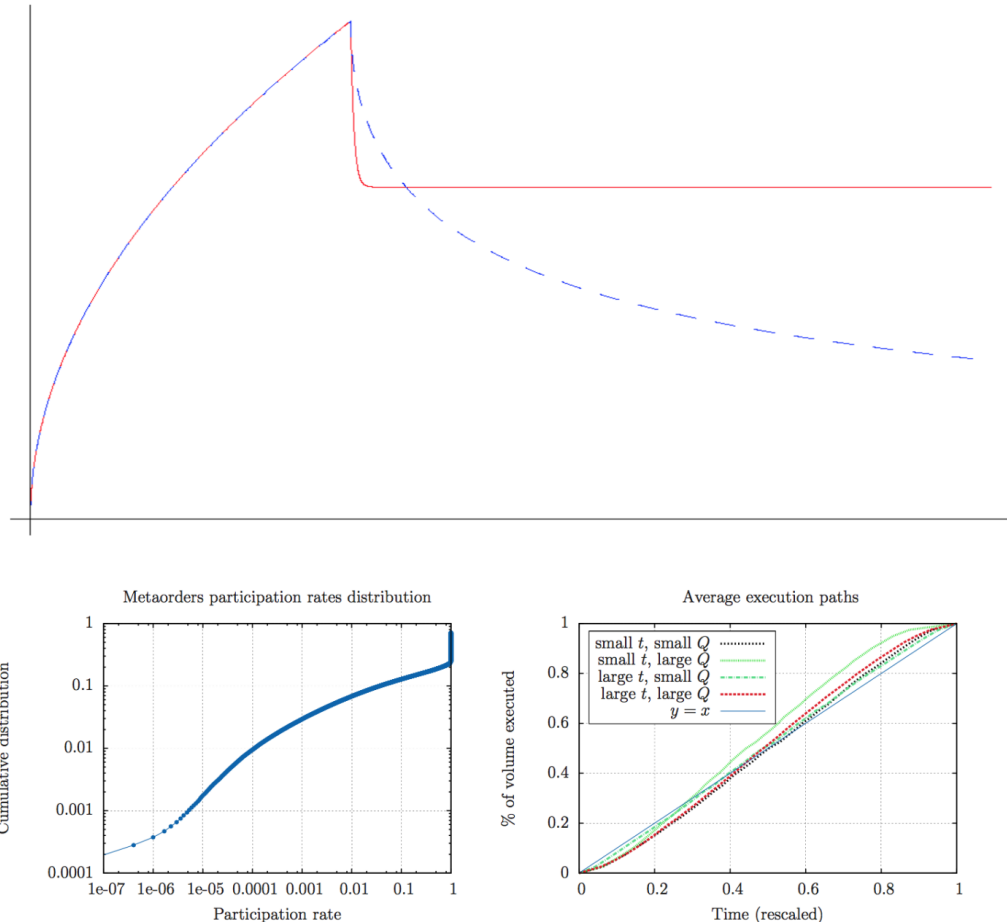 Metaorders participation rates distribution
Cumulative distribution
1
0.1
0.01
0.001
0.0001
1e-07 1e-06 1e-05 0.0001 0.001 0.01 0.1 1
Participation rate
Average execution paths
% of volume executed
1
0.8
0.6
0.4
0.2
0
small t, small Q
small t, large Q
large t, small Q
large t, large Q
y = x
0 0.2 0.4 0.6 0.8 1
Time (rescaled)